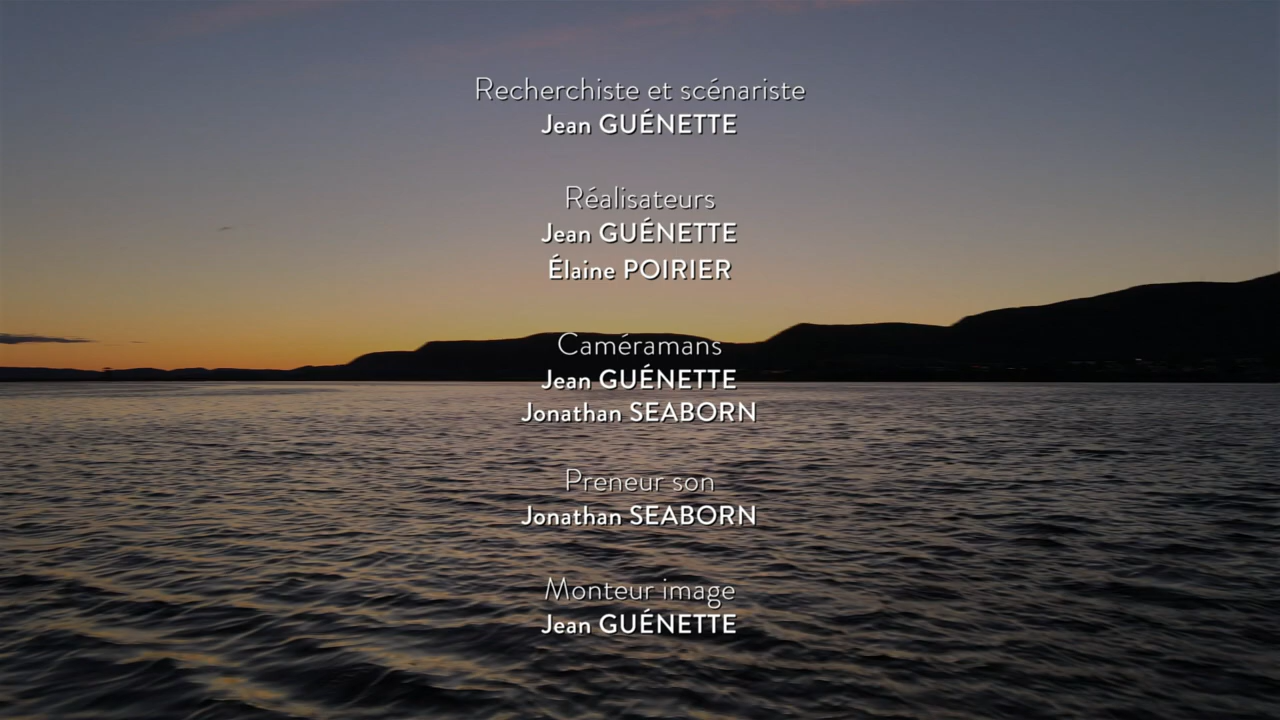 Recherchiste et scénariste
Jean GUÉNETTE
Réalisateurs
Jean GUÉNETTE
Élaine POIRIER
Caméramans
Jean GUÉNETTE
Jonathan SEABORN
Preneur son
Jonathan SEABORN
Monteur image
Jean GUÉNETTE